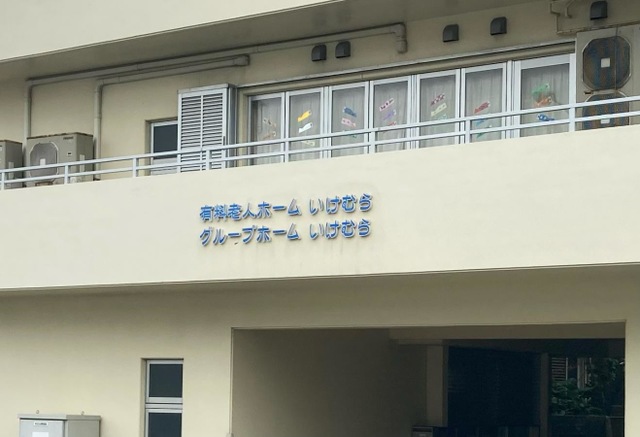 有料老人ホーム いけむら
グループホーム いけむら